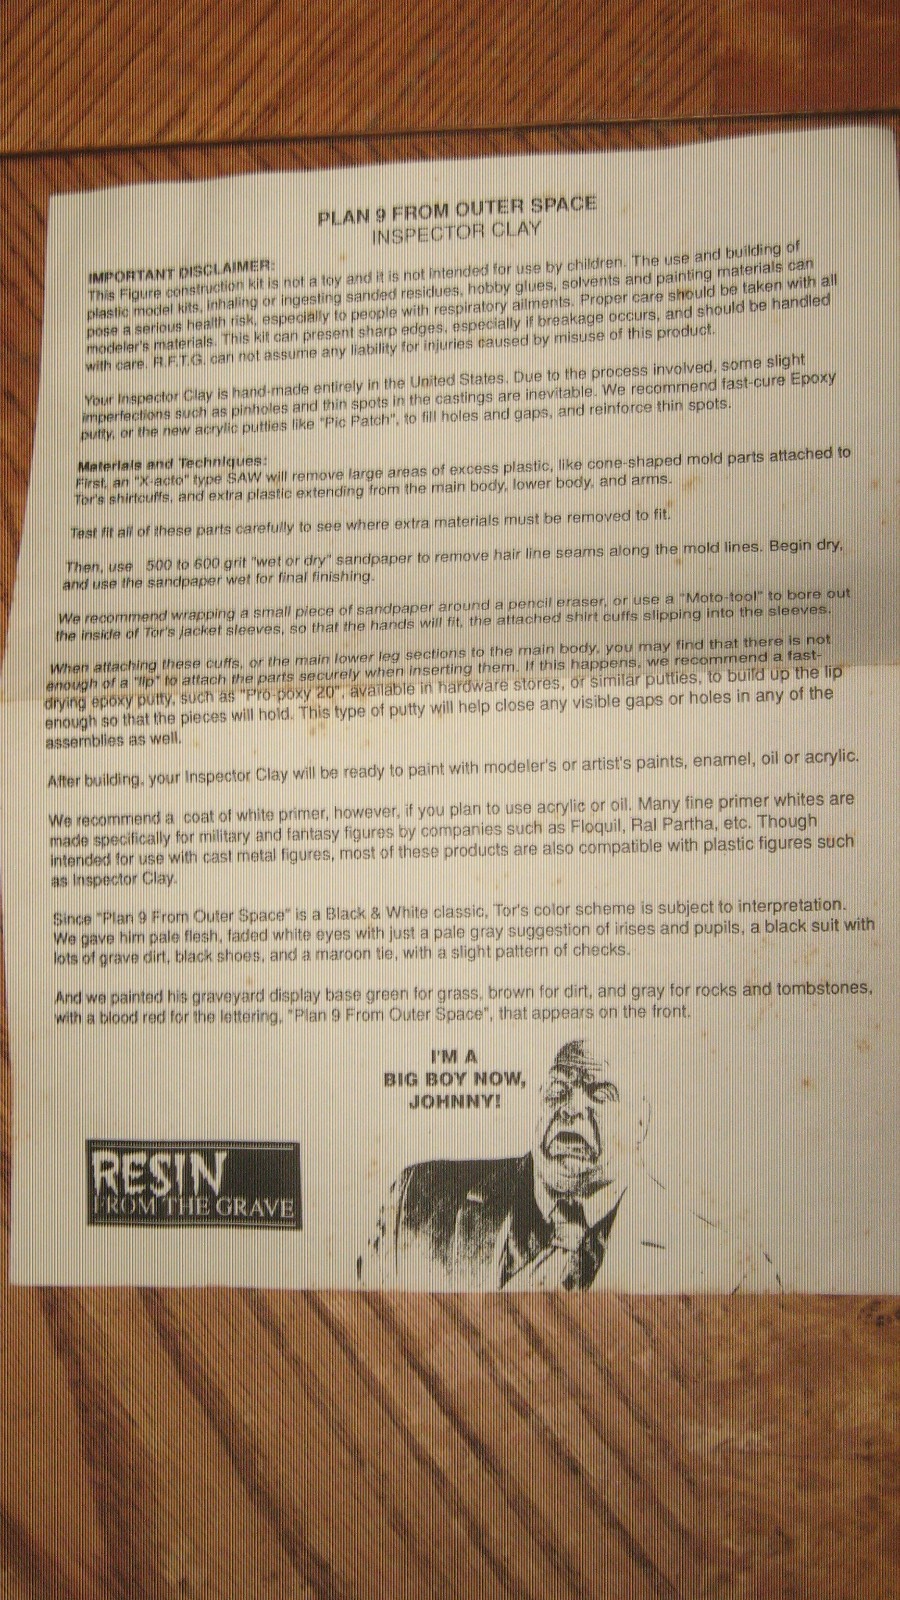 PLAN 9 FROM OUTER SPACE
INSPECTOR CLAY
IMPORTANT DISCLAIMER:
This Figure construction kit is not a toy and it is not intended for use by children. The use and building of
plastic model kits, inhaling or ingesting sanded residues, hobby glues, solvents and painting materials can
pose a serious health risk, especially to people with respiratory ailments. Proper care should be taken with all
modeler's materials. This kit can present sharp edges, especially if breakage occurs, and should be handled
with care. R.F.T.G. can not assume any liability for injuries caused by misuse of this product.
Your Inspector Clay is hand-made entirely in the United States. Due to the process involved, some slight
imperfections such as pinholes and thin spots in the castings are inevitable. We recommend fast-cure Epoxy
putty, or the new acrylic putties like "Pic Patch", to fill holes and gaps, and reinforce thin spots.
Materials and Techniques:
First, an "X-acto" type SAW will remove large areas of excess plastic, like cone-shaped mold parts attached to
Tor's shirtcuffs, and extra plastic extending from the main body, lower body, and arms.
Test fit all of these parts carefully to see where extra materials must be removed to fit.
Then, use 500 to 600 grit "wet or dry" sandpaper to remove hair line seams along the mold lines. Begin dry,
and use the sandpaper wet for final finishing.
We recommend wrapping a small piece of sandpaper around a pencil eraser, or use a "Moto-tool" to bore out
the inside of Tor's jacket sleeves, so that the hands will fit, the attached shirt cuffs slipping into the sleeves.
When attaching these cuffs, or the main lower leg sections to the main body, you may find that there is not
enough of a "lip" to attach the parts securely when inserting them. If this happens, we recommend a fast-
drying epoxy putty, such as "Pro-poxy 20", available in hardware stores, or similar putties, to build up the lip
enough so that the pieces will hold. This type of putty will help close any visible gaps or holes in any of the
assemblies as well.
After building, your Inspector Clay will be ready to paint with modeler's or artist's paints, enamel, oil or acrylic.
We recommend a coat of white primer, however, if you plan to use acrylic or oil. Many fine primer whites are
made specifically for military and fantasy figures by companies such as Floquil, Ral Partha, etc. Though
intended for use with cast metal figures, most of these products are also compatible with plastic figures such
as Inspector Clay.
Since "Plan 9 From Outer Space" is a Black & White classic, Tor's color scheme is subject to interpretation.
We gave him pale flesh, faded white eyes with just a pale gray suggestion of irises and pupils, a black suit with
lots of grave dirt, black shoes, and a maroon tie, with a slight pattern of checks.
And we painted his graveyard display base green for grass, brown for dirt, and gray for rocks and tombstones,
with a blood red for the lettering, "Plan 9 From Outer Space", that appears on the front.
I'M A
BIG BOY NOW,
JOHNNY!
RESIN
FROM THE GRAVE